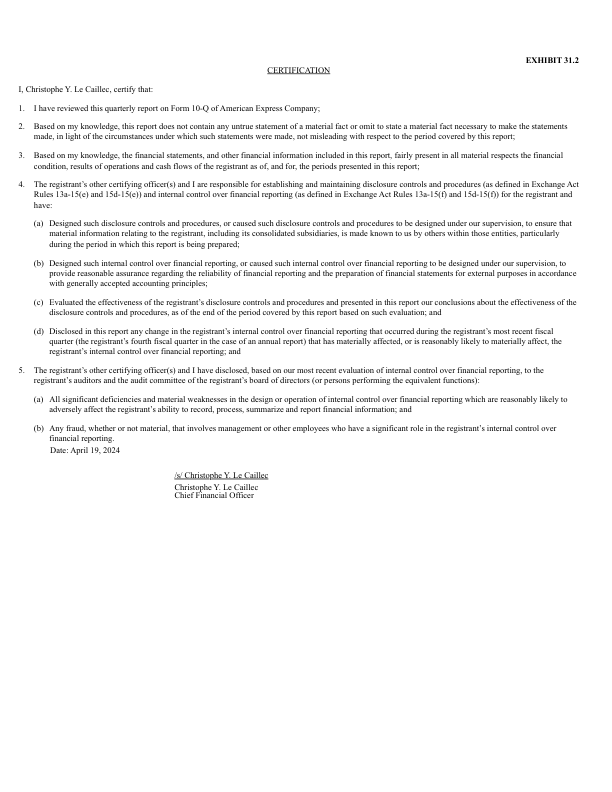 EXHIBIT 31.2
CERTIFICATION
I, Christophe Y. Le Caillec, certify that:
1. I have reviewed this quarterly report on Form 10-Q of American Express Company;
2. Based on my knowledge, this report does not contain any untrue statement of a material fact or omit to state a material fact necessary to make the statements
made, in light of the circumstances under which such statements were made, not misleading with respect to the period covered by this report;
3. Based on my knowledge, the financial statements, and other financial information included in this report, fairly present in all material respects the financial
condition, results of operations and cash flows of the registrant as of, and for, the periods presented in this report;
4. The registrant's other certifying officer(s) and I are responsible for establishing and maintaining disclosure controls and procedures (as defined in Exchange Act
Rules 13a-15(e) and 15d-15(e)) and internal control over financial reporting (as defined in Exchange Act Rules 13a-15(f) and 15d-15(f)) for the registrant and
have:
(a) Designed such disclosure controls and procedures, or caused such disclosure controls and procedures to be designed under our supervision, to ensure that
material information relating to the registrant, including its consolidated subsidiaries, is made known to us by others within those entities, particularly
during the period in which this report is being prepared;
(b) Designed such internal control over financial reporting, or caused such internal control over financial reporting to be designed under our supervision, to
provide reasonable assurance regarding the reliability of financial reporting and the preparation of financial statements for external purposes in accordance
with generally accepted accounting principles;
(c) Evaluated the effectiveness of the registrant's disclosure controls and procedures and presented in this report our conclusions about the effectiveness of the
disclosure controls and procedures, as of the end of the period covered by this report based on such evaluation; and
(d) Disclosed in this report any change in the registrant's internal control over financial reporting that occurred during the registrant's most recent fiscal
quarter (the registrant's fourth fiscal quarter in the case of an annual report) that has materially affected, or is reasonably likely to materially affect, the
registrant's internal control over financial reporting; and
5. The registrant's other certifying officer(s) and I have disclosed, based on our most recent evaluation of internal control over financial reporting, to the
registrant's auditors and the audit committee of the registrant's board of directors (or persons performing the equivalent functions):
(a) All significant deficiencies and material weaknesses in the design or operation of internal control over financial reporting which are reasonably likely to
adversely affect the registrant's ability to record, process, summarize and report financial information; and
(b) Any fraud, whether or not material, that involves management or other employees who have a significant role in the registrant's internal control over
financial reporting.
Date: April 19, 2024
/s/ Christophe Y. Le Caillec
Christophe Y. Le Caillec
Chief Financial Officer